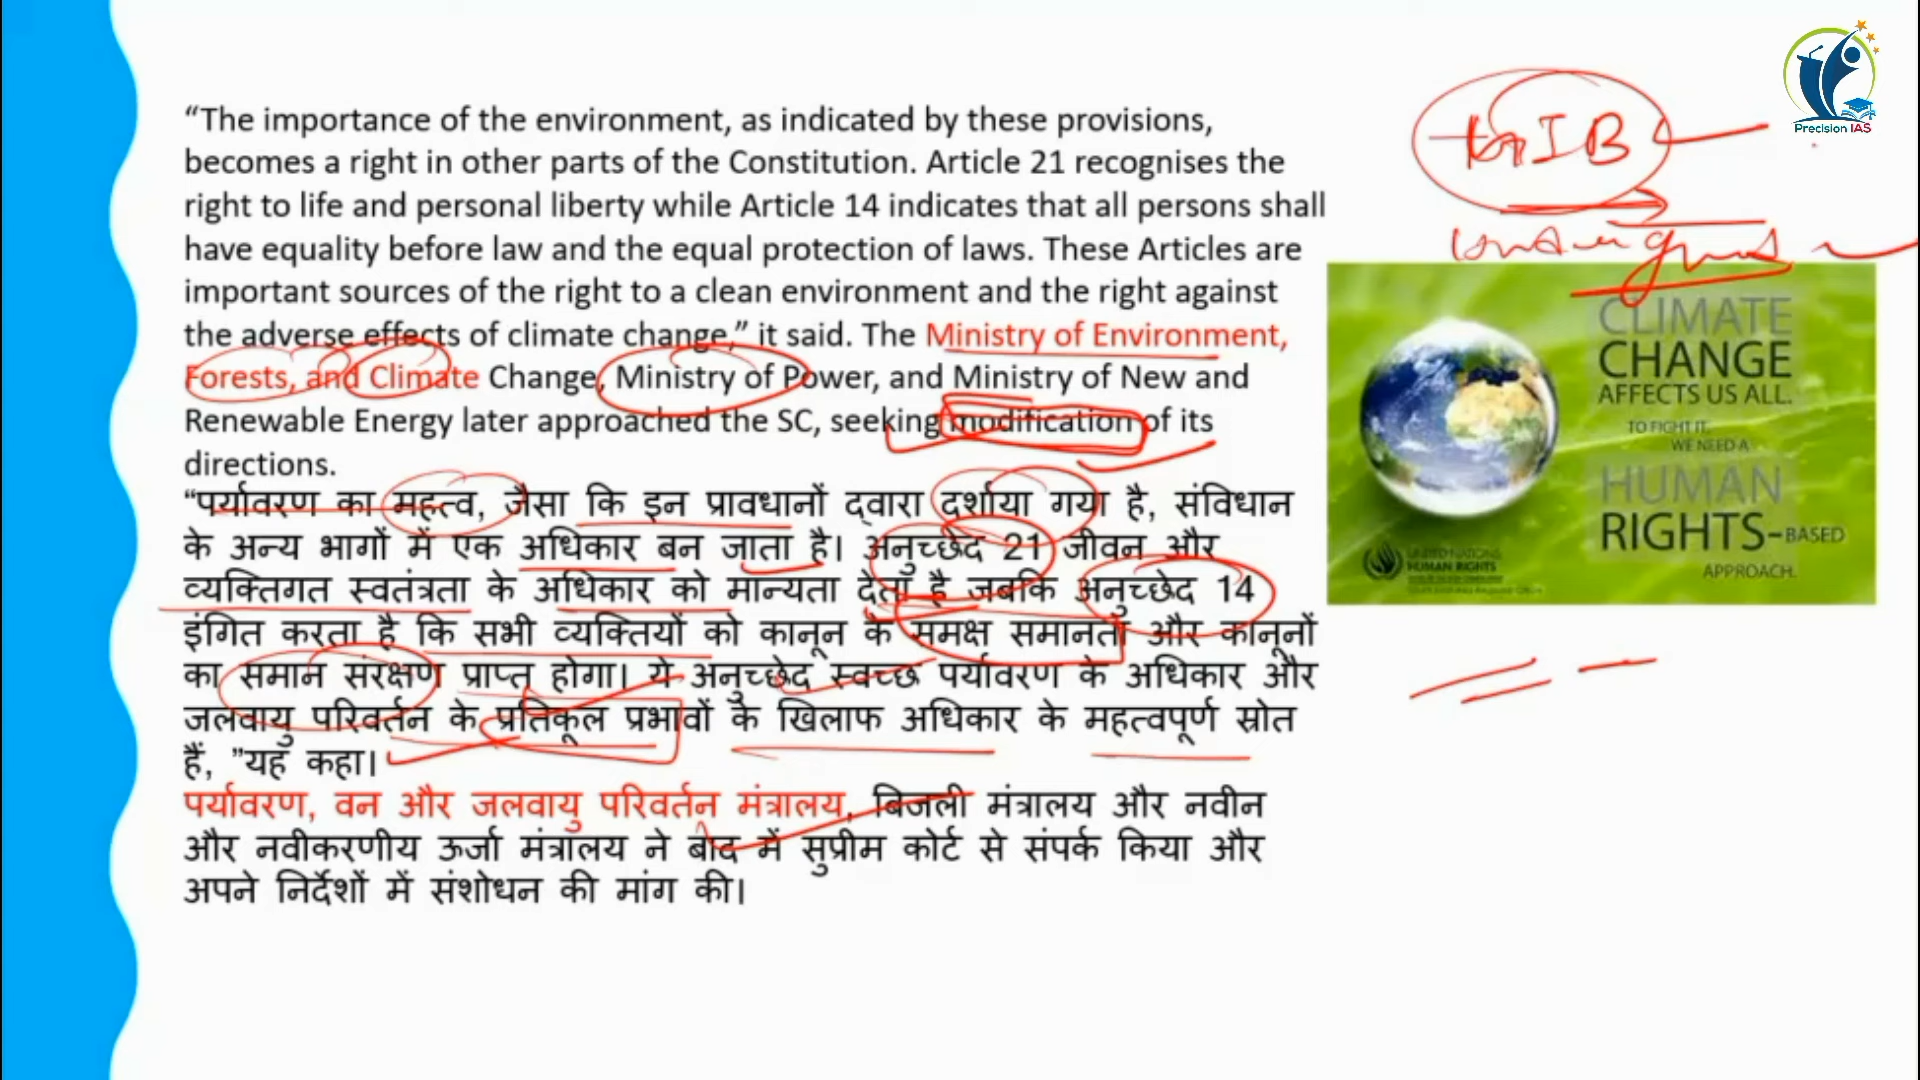 Precision IAS
“The importance of the environment, as indicated by these provisions,
becomes a right in other parts of the Constitution. Article 21 recognises the
right to life and personal liberty while Article 14 indicates that all persons shall
have equality before law and the equal protection of laws. These Articles are
important sources of the right to a clean environment and the right against
the adverse effects of climate change,” it said. The Ministry of Environment,
Forests, and Climate Change, Ministry of Power, and Ministry of New and
Renewable Energy later approached the SC, seeking modification of its
directions.
“पर्यावरण का महत्व, जैसा कि इन प्रावधानों द्वारा दर्शाया गया है, संविधान
के अन्य भागों में एक अधिकार बन जाता है। अनुच्छेद 21 जीवन और
व्यक्तिगत स्वतंत्रता के अधिकार को मान्यता देता है जबकि अनुच्छेद 14
इंगित करता है कि सभी व्यक्तियों को कानून के समक्ष समानता और कानूनों
का समान संरक्षण प्राप्त होगा। ये अनुच्छेद स्वच्छ पर्यावरण के अधिकार और
जलवायु परिवर्तन के प्रतिकूल प्रभावों के खिलाफ अधिकार के महत्वपूर्ण स्रोत
हैं, ”यह कहा।
पर्यावरण, वन और जलवायु परिवर्तन मंत्रालय, बिजली मंत्रालय और नवीन
और नवीकरणीय ऊर्जा मंत्रालय ने बाद में सुप्रीम कोर्ट से संपर्क किया और
अपने निर्देशों में संशोधन की मांग की।
GIB
CLIMATE
CHANGE
AFFECTS US ALL.
TO FIGHT IT,
WE NEED A
HUMAN
RIGHTS-BASED
APPROACH.
UNITED NATIONS
HUMAN RIGHTS